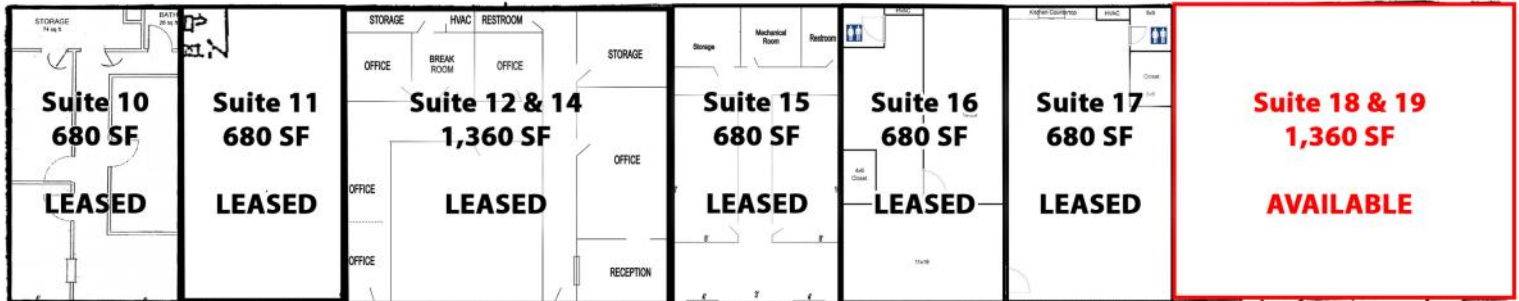 STORAGE
74 sq ft
BATH
Suite 10
680 SF
LEASED
Suite 11
680 SF
LEASED
STORAGE
HVAC
RESTROOM
OFFICE
BREAK
ROOM
OFFICE
STORAGE
Suite 12 & 14
1,360 SF
LEASED
OFFICE
OFFICE
OFFICE
RECEPTION
Storage
Mechanical
Room
Restroom
Suite 15
680 SF
LEASED
HVAC
Suite 16
680 SF
LEASED
4x6
Closet
11x19
Kitchen Countertop
HVAC
Closet
Suite 17
680 SF
LEASED
Suite 18 & 19
1,360 SF
AVAILABLE